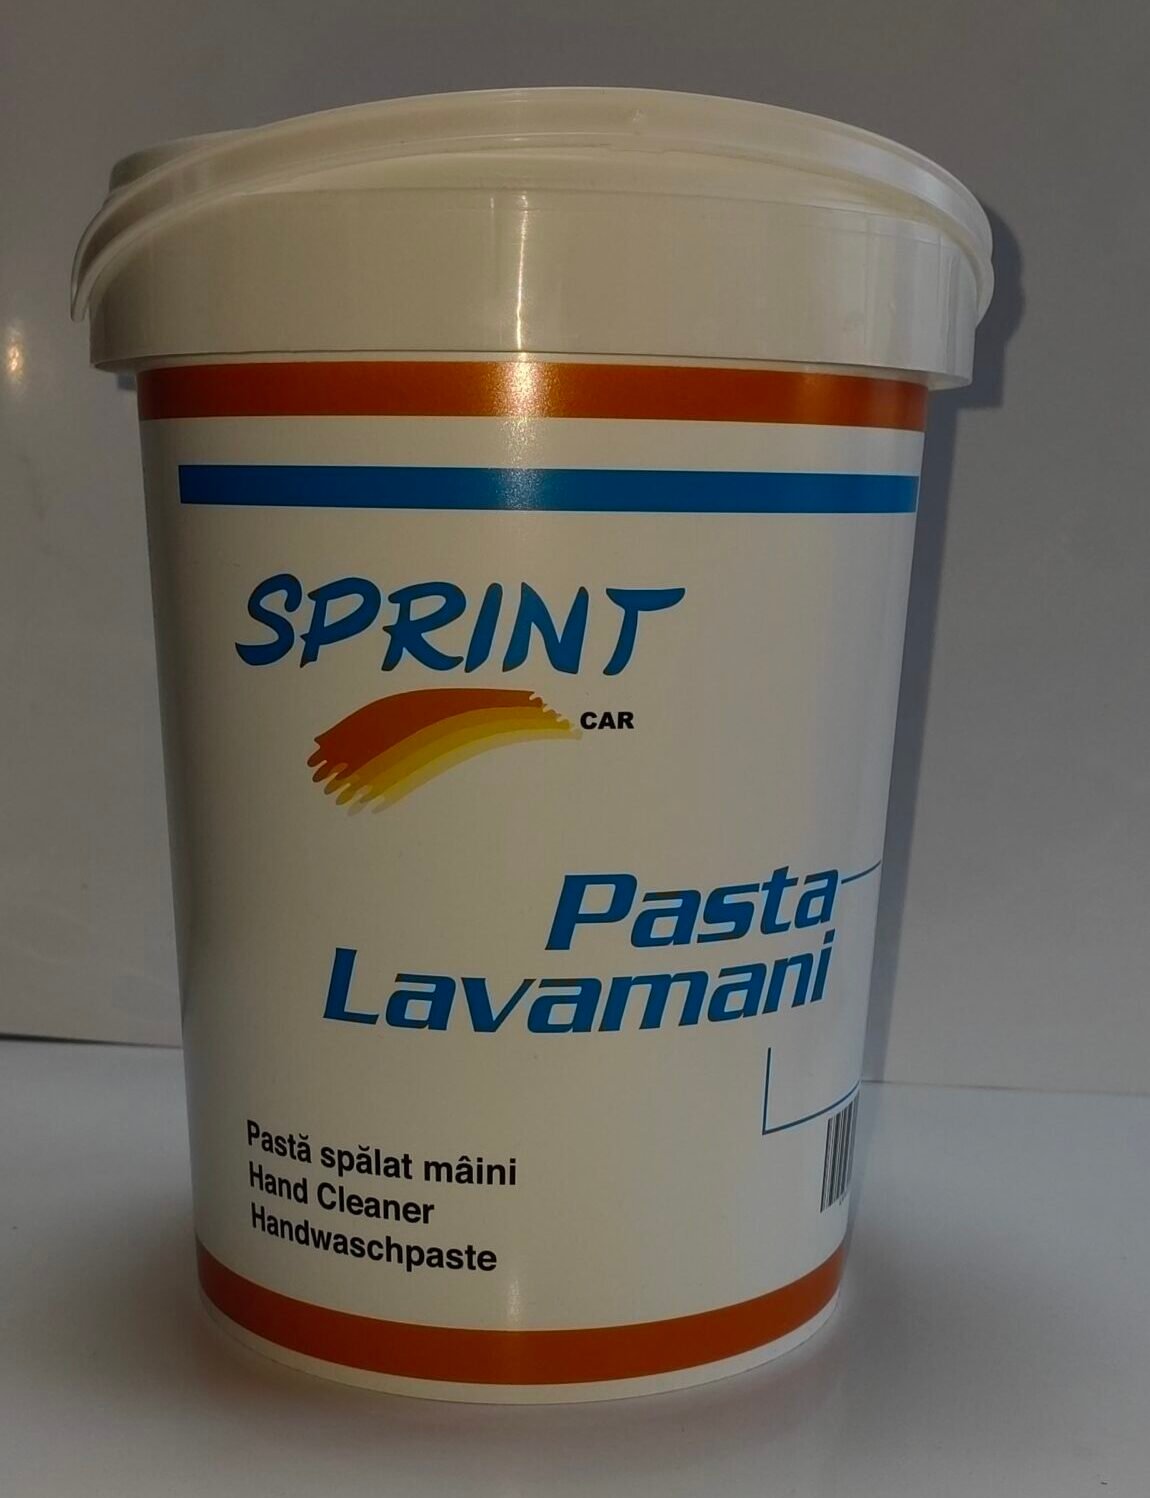 SPRINT
CAR
Pasta
Lavamani
Pastă spălat mâini
Hand Cleaner
Handwaschpaste